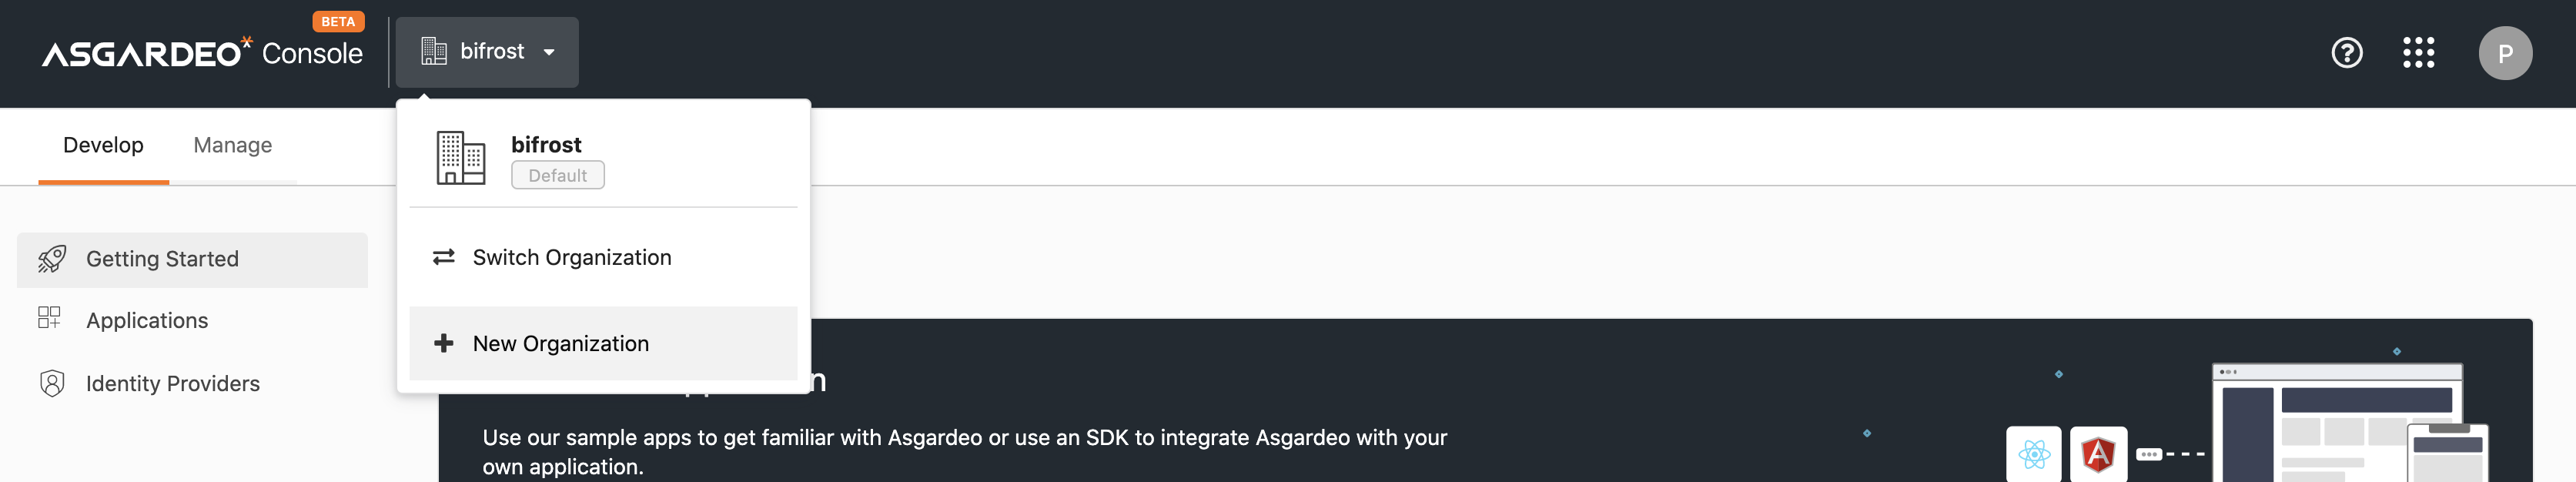 BETA
ASGARDEO Console
bifrost
P
Develop
Manage
bifrost
Default
Getting Started
Switch Organization
Applications
New Organization
Identity Providers
Use our sample apps to get familiar with Asgardeo or use an SDK to integrate Asgardeo with your
own application.